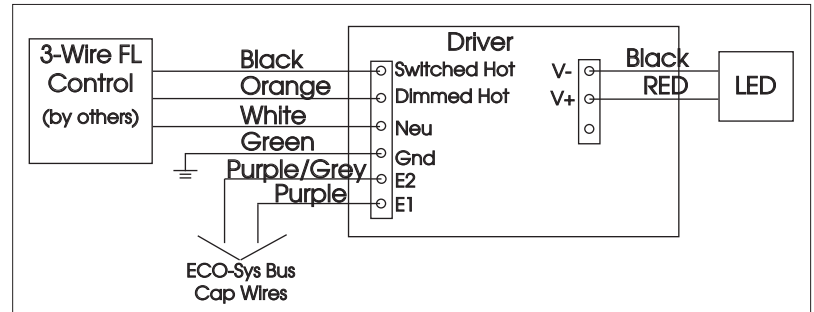 3-Wire FL
Control
(by others)
Black
Orange
White
Green
Purple/Grey
Purple
ECO-Sys Bus
Cap Wires
Driver
Switched Hot
Dimmed Hot
Neu
Gnd
E2
E1
V-
V+
Black
RED
LED